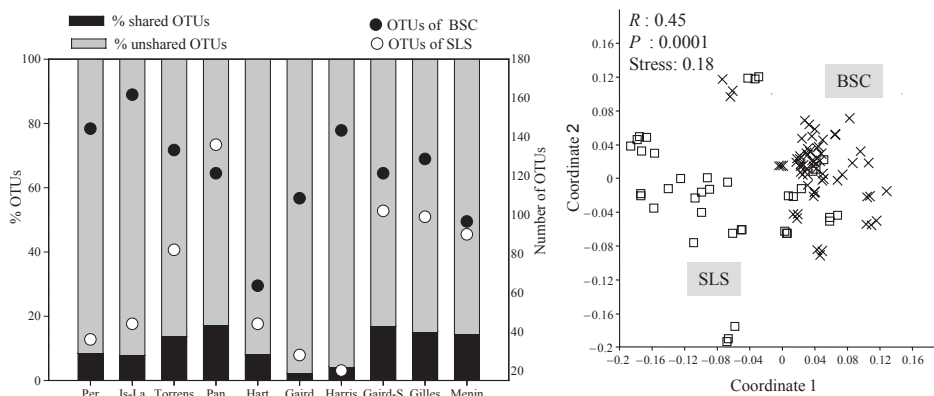 % shared OTUs
% unshared OTUs
OTUs of BSC
OTUs of SLS
100
80
60
40
20
0
% OTUs
180
160
140
120
100
80
60
40
20
Number of OTUs
Per Is-La Torrens Pan Hart Gaird Harris Gaird-S Gilles Menin
R : 0.45
P : 0.0001
Stress: 0.18
BSC
SLS
0.16
0.12
0.08
0.04
0
-0.04
-0.08
-0.12
-0.16
-0.2
Coordinate 2
-0.2 -0.16 -0.12 -0.08 -0.04 0 0.04 0.08 0.12 0.16
Coordinate 1